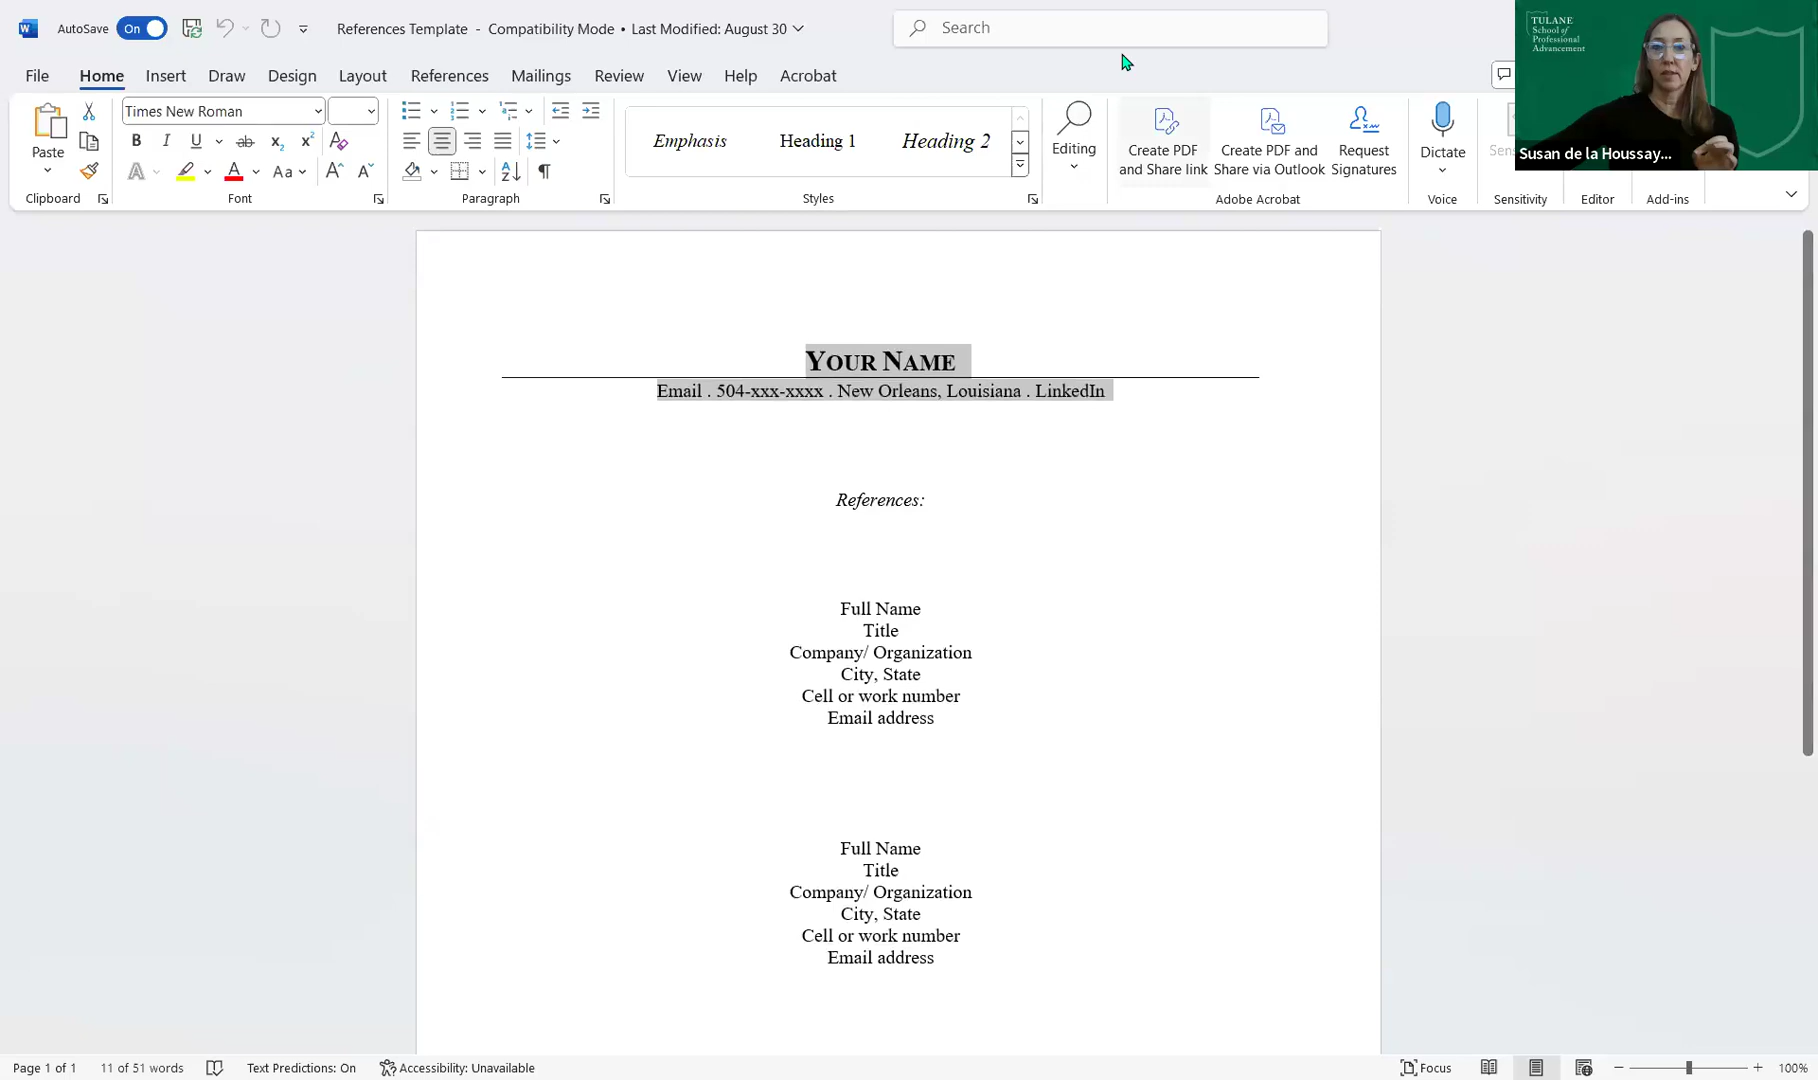 AutoSave On References Template - Compatibility Mode • Last Modified: August 30 Search
File Home Insert Draw Design Layout References Mailings Review View Help Acrobat
TULANE
School of
Professional
Advancement
Susan de la Houssay...
Paste
Times New Roman
Emphasis Heading 1 Heading 2
Editing
Create PDF
and Share link
Create PDF and
Share via Outlook
Request
Signatures
Dictate
Clipboard Font Paragraph Styles Adobe Acrobat Voice Sensitivity Editor Add-ins
YOUR NAME
Email . 504-xxx-xxxx . New Orleans, Louisiana . LinkedIn
References:
Full Name
Title
Company/ Organization
City, State
Cell or work number
Email address
Full Name
Title
Company/ Organization
City, State
Cell or work number
Email address
Page 1 of 1 11 of 51 words Text Predictions: On Accessibility: Unavailable Focus 100%